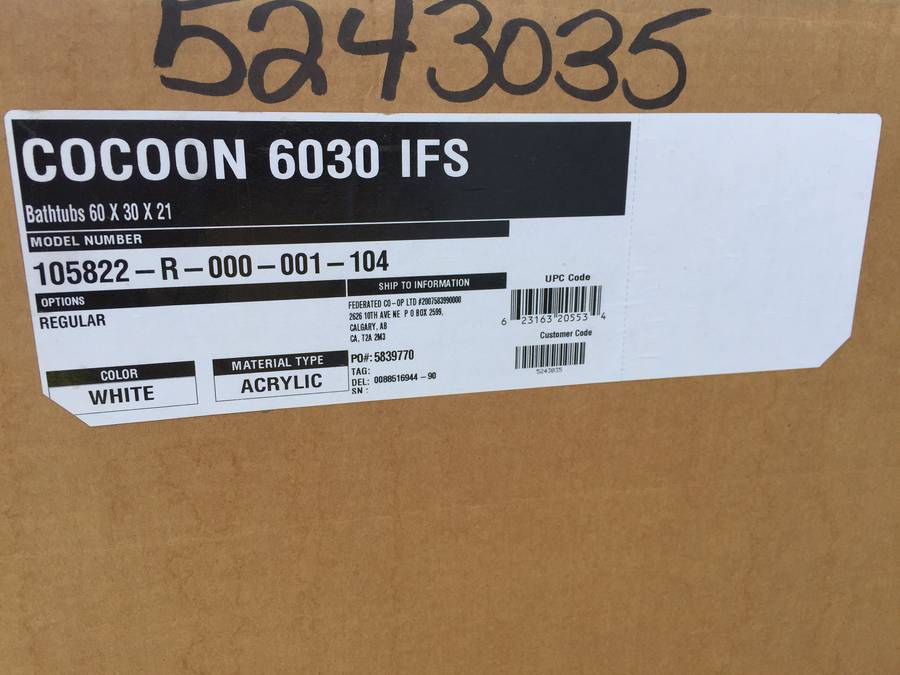 5243035
COCOON 6030 IFS
Bathtubs 60 X 30 X 21
MODEL NUMBER
105822-R-000-001-104
OPTIONS
REGULAR
COLOR
WHITE
MATERIAL TYPE
ACRYLIC
SHIP TO INFORMATION
FEDERATED CO-OP LTD #2007583990000
2626 10TH AVE NE P O BOX 2599,
CALGARY, AB
CA, T2A 2M3
PO#: 5839770
TAG:
DEL: 0088516944-90
SN :
UPC Code
6 23163 20553 4
Customer Code
5243035